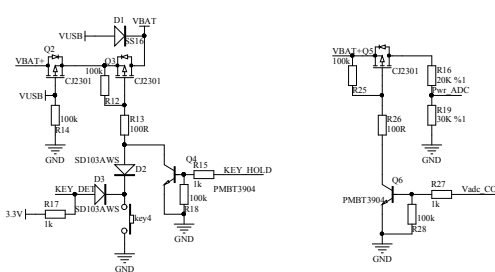 D1
VBAT
VUSB
SS16
Q2
VBAT+
100k
Q3
CJ2301
CJ2301
R12
VUSB
100k
R14
GND
R13
100R
SD103AWS
D2
Q4
R15
KEY_HOLD
1k
PMBT3904
KEY_DET
D3
100k
R18
R17
SD103AWS
3.3V
1k
key4
GND
GND
VBAT+
Q5
100k
CJ2301
R25
R16
20K %1
Pwr_ADC
R19
30K %1
GND
R26
100R
Q6
R27
PMBT3904
1k
Vadc_CO
100k
R28
GND